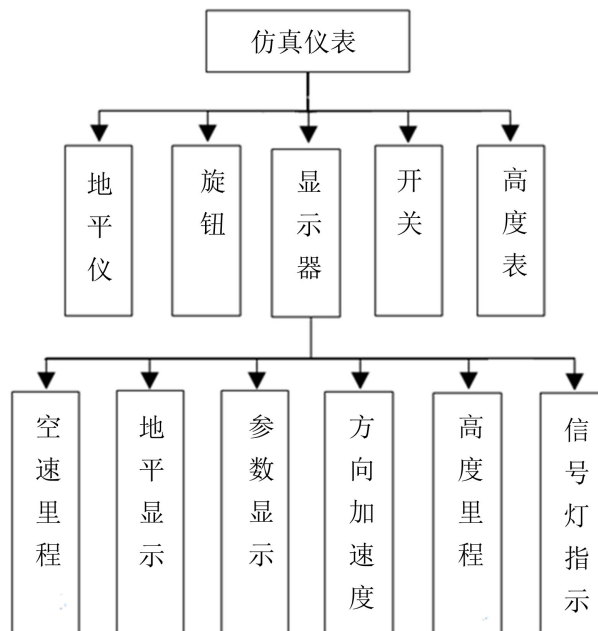 仿真仪表
地平仪
旋钮
显示器
开关
高度表
空速里程
地平显示
参数显示
方向加速度
高度里程
信号灯指示